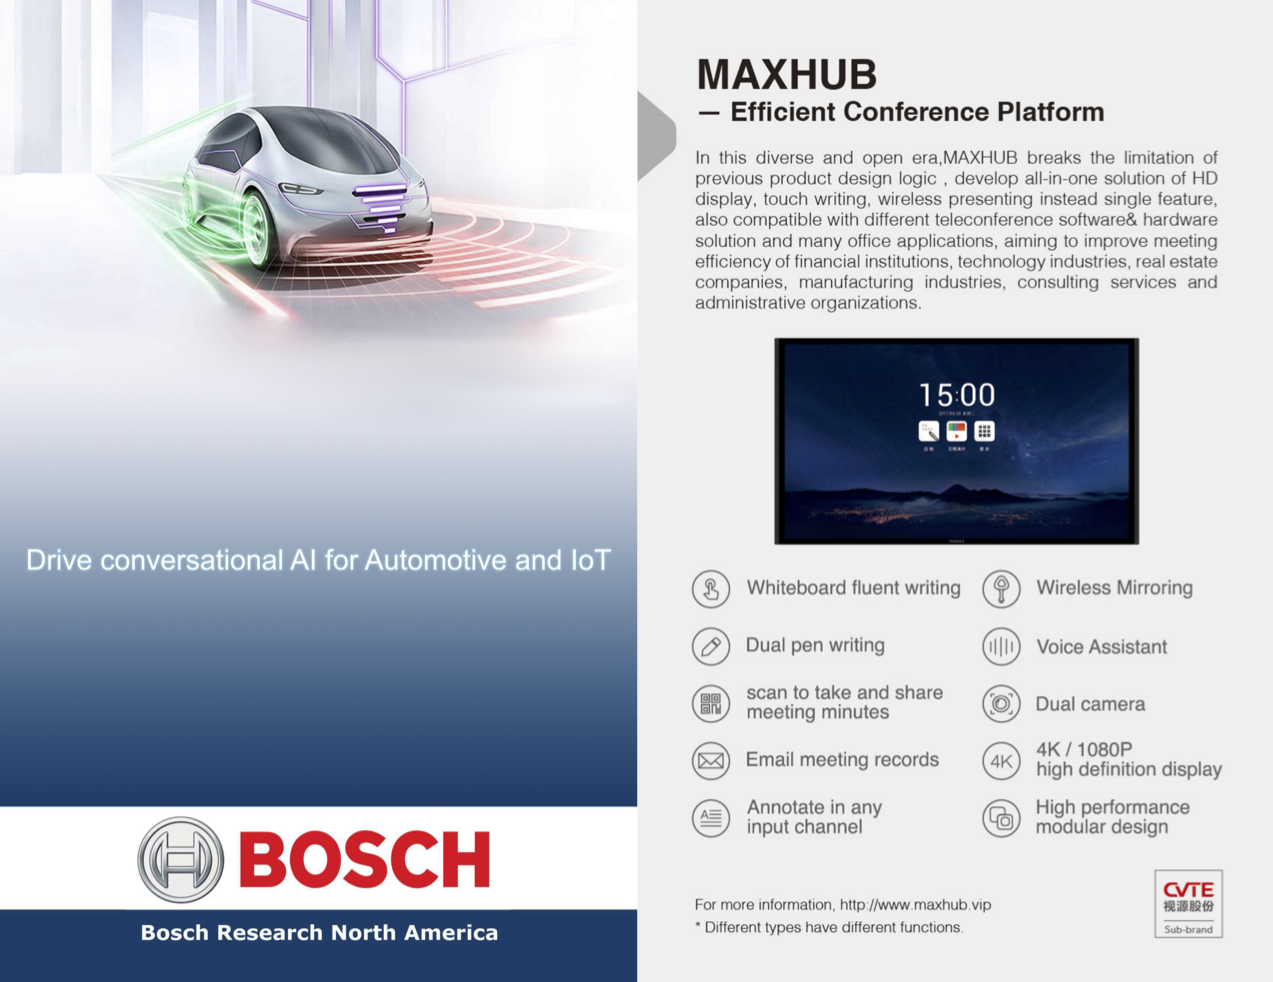 Drive conversational AI for Automotive and IoT
BOSCH
Bosch Research North America
MAXHUB
— Efficient Conference Platform
In this diverse and open era,MAXHUB breaks the limitation of
previous product design logic , develop all-in-one solution of HD
display, touch writing, wireless presenting instead single feature,
also compatible with different teleconference software& hardware
solution and many office applications, aiming to improve meeting
efficiency of financial institutions, technology industries, real estate
companies, manufacturing industries, consulting services and
administrative organizations.
15:00
Whiteboard fluent writing
Wireless Mirroring
Dual pen writing
Voice Assistant
scan to take and share
meeting minutes
Dual camera
Email meeting records
4K
4K / 1080P
high definition display
Annotate in any
input channel
High performance
modular design
For more information, http://www.maxhub.vip
* Different types have different functions.
CVTE
视源股份
Sub-brand